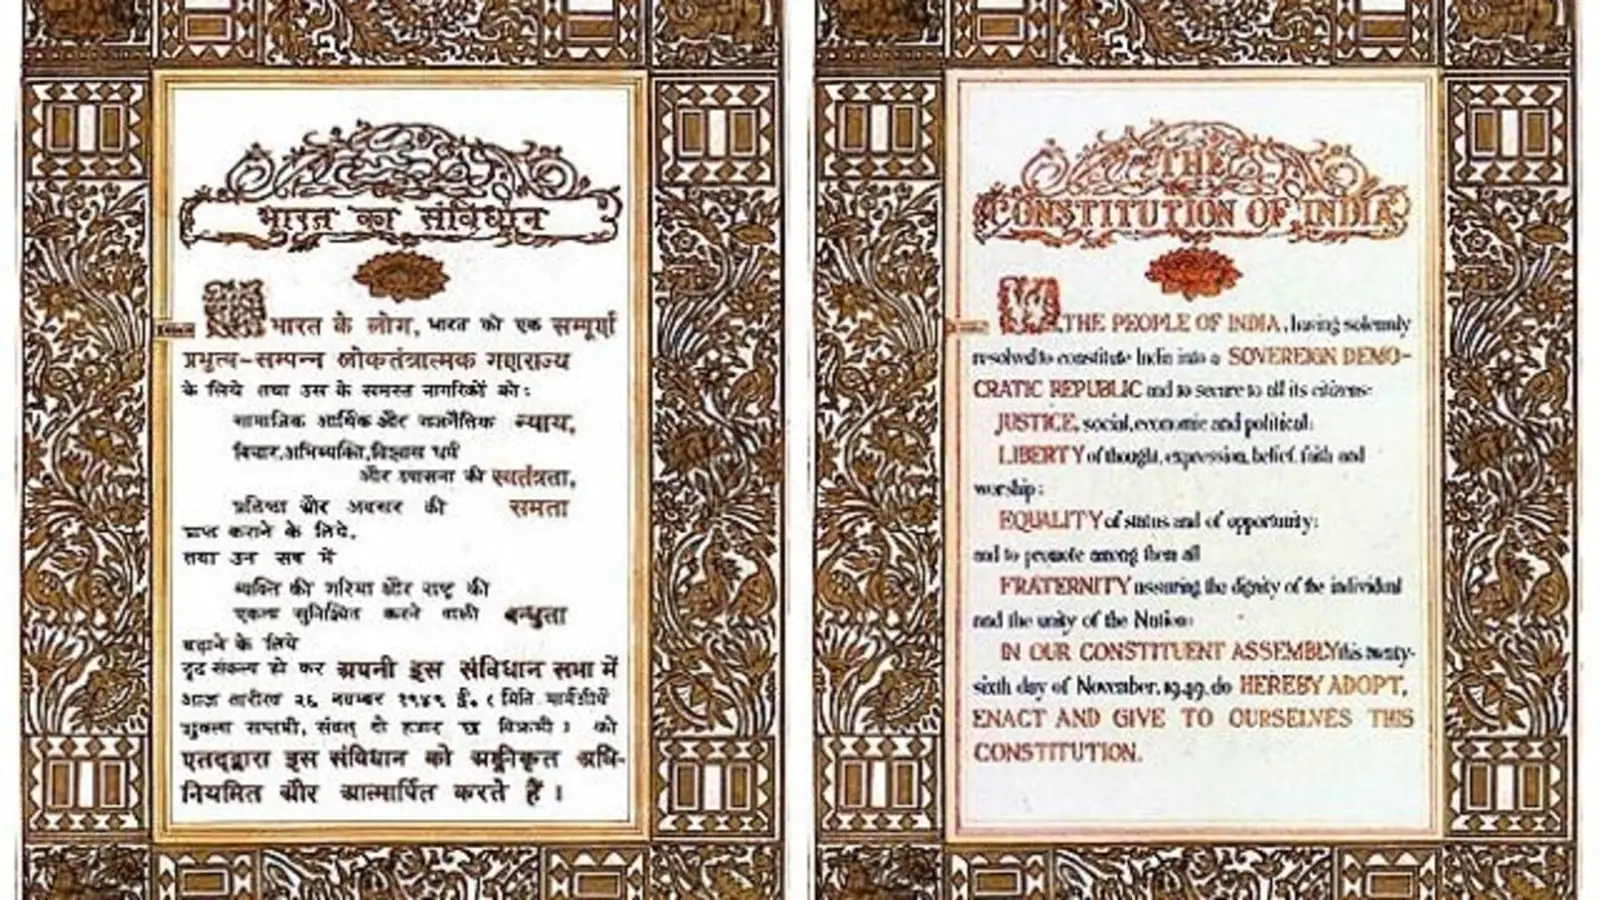 भारत का संविधान
भारत के लोग, भारत को एक सम्पूर्ण
प्रभुत्व-सम्पन्न लोकतंत्रात्मक गणराज्य
के लिये तथा उस के समस्त नागरिकों को:
सामाजिक आर्थिक और राजनैतिक न्याय,
विचार,अभिव्यक्ति,विश्वास धर्म
और उपासना की स्वतंत्रता,
प्रतिष्ठा और अवसर की समता
प्राप्त कराने के लिये,
तथा उन सब में
व्यक्ति की गरिमा और राष्ट्र की
एकता सुनिश्चित करने वाली बन्धुता
बढ़ाने के लिये
दृढ़ संकल्प हो कर अपनी इस संविधान सभा में
आज तारीख २६ नवम्बर १९४९ ई० (मिति मार्गशीर्ष
शुक्ला सप्तमी, संवत् दो हजार छ विक्रमी) को
एतद्द्वारा इस संविधान को अङ्गीकृत अधि-
नियमित और आत्मार्पित करते हैं ।
THE
CONSTITUTION OF INDIA
WE, THE PEOPLE OF INDIA, having solemnly
resolved to constitute India into a SOVEREIGN DEMO-
CRATIC REPUBLIC and to secure to all its citizens:
JUSTICE, social, economic and political;
LIBERTY of thought, expression, belief, faith and
worship;
EQUALITY of status and of opportunity;
and to promote among them all
FRATERNITY assuring the dignity of the individual
and the unity of the Nation;
IN OUR CONSTITUENT ASSEMBLY this twenty-
sixth day of November, 1949, do HEREBY ADOPT,
ENACT AND GIVE TO OURSELVES THIS
CONSTITUTION.